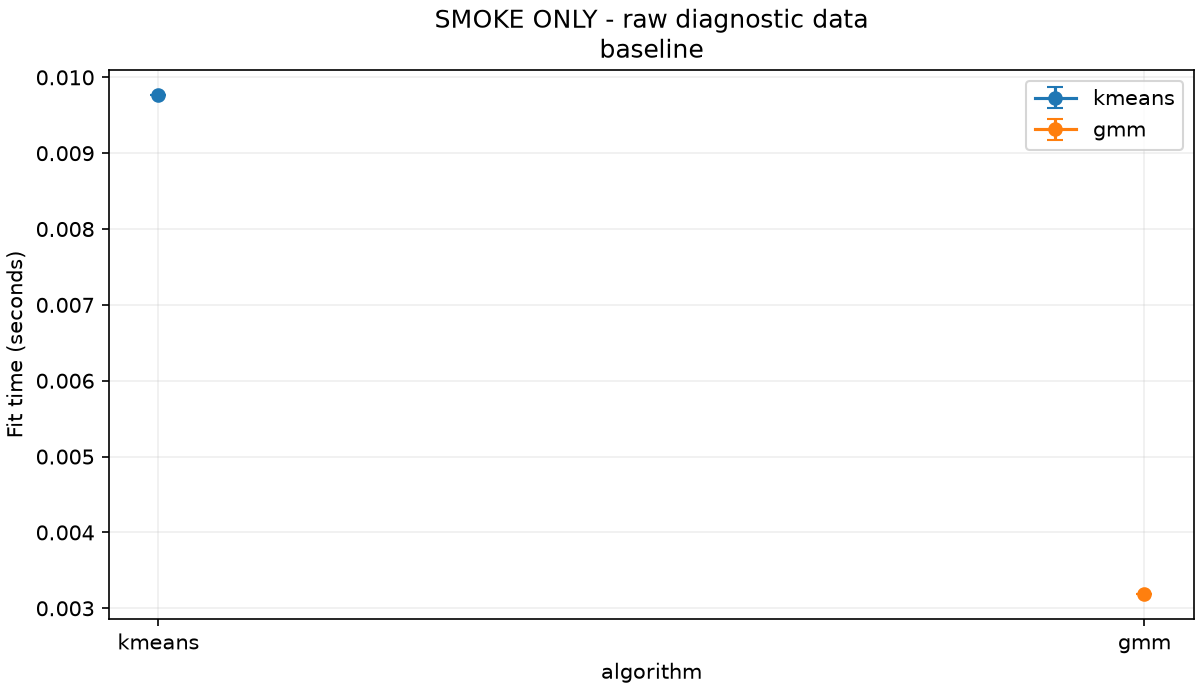 SMOKE ONLY - raw diagnostic data
baseline
0.010
0.009
0.008
0.007
0.006
0.005
0.004
0.003
Fit time (seconds)
kmeans
gmm
kmeans
gmm
algorithm